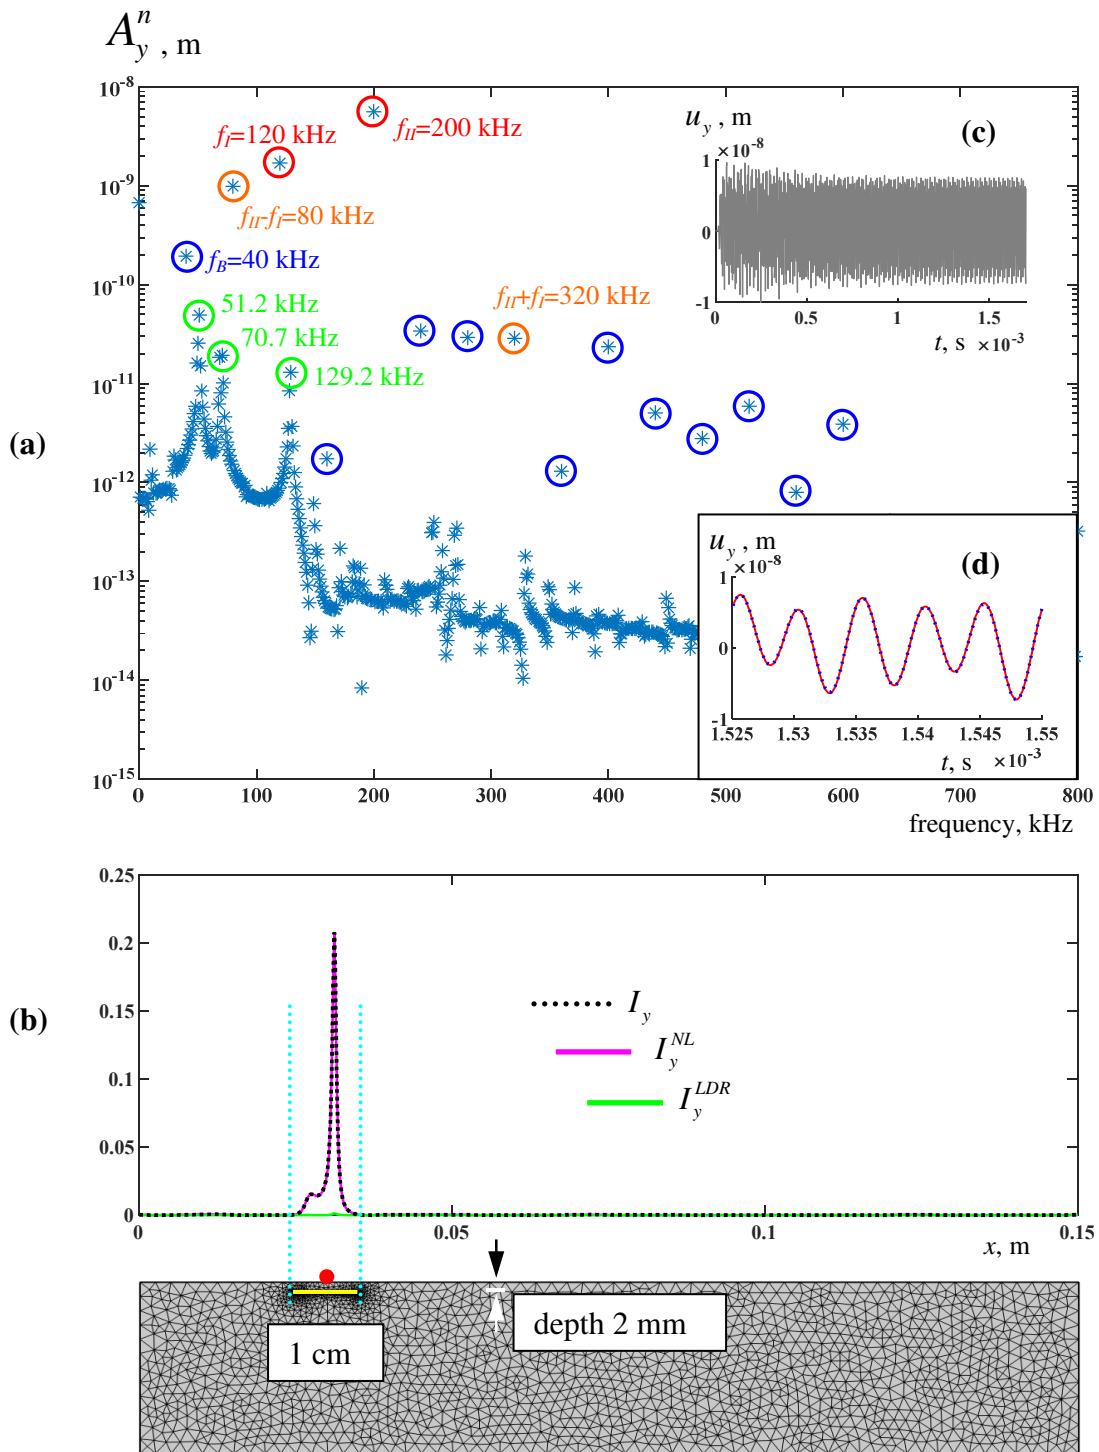 A_y^n , m
10^-8
10^-9
10^-10
10^-11
10^-12
10^-13
10^-14
10^-15
(a)
f_I=120 kHz
f_II=200 kHz
f_II-f_I=80 kHz
f_B=40 kHz
51.2 kHz
70.7 kHz
129.2 kHz
f_II+f_I=320 kHz
u_y , m
(c)
×10^-8
1
0
-1
0 0.5 1 1.5
t, s ×10^-3
u_y , m
(d)
×10^-8
1
0
-1
1.525 1.53 1.535 1.54 1.545 1.55
t, s ×10^-3
0 100 200 300 400 500 600 700 800
frequency, kHz
(b)
0.25
0.2
0.15
0.1
0.05
0
I_y
I_y^NL
I_y^LDR
0 0.05 0.1 0.15
x, m
depth 2 mm
1 cm